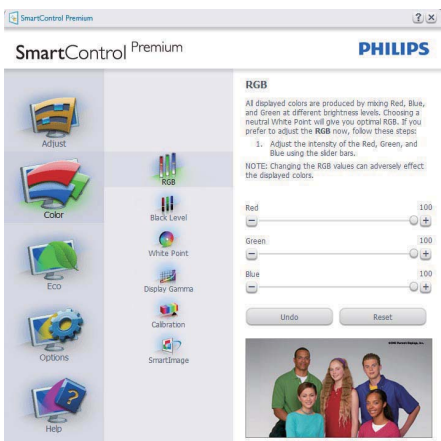 SmartControl Premium
SmartControl Premium
PHILIPS
Adjust
Color
Eco
Options
Help
RGB
Black Level
White Point
Display Gamma
Calibration
SmartImage
RGB
All displayed colors are produced by mixing Red, Blue,
and Green at different brightness levels. Choosing a
neutral White Point will give you optimal RGB. If you
prefer to adjust the RGB now, follow these steps:
1. Adjust the intensity of the Red, Green, and
Blue using the slider bars.
NOTE: Changing the RGB values can adversely effect
the displayed colors.
Red 100
Green 100
Blue 100
Undo Reset